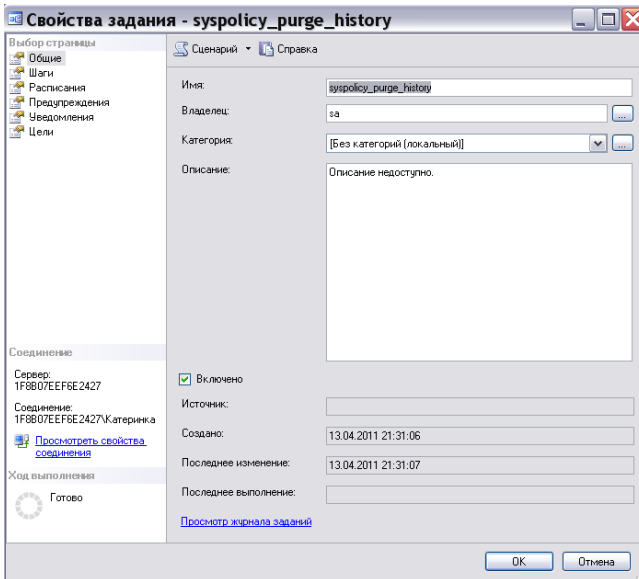 Свойства задания - syspolicy_purge_history
Выбор страницы
Общие
Шаги
Расписания
Предупреждения
Уведомления
Цели
Сценарий
Справка
Имя:
syspolicy_purge_history
Владелец:
sa
...
Категория:
[Без категорий (локальный)]
...
Описание:
Описание недоступно.
Соединение
Сервер:
1F8B07EEF6E2427
Соединение:
1F8B07EEF6E2427\Катеринка
Просмотреть свойства
соединения
Ход выполнения
Готово
Включено
Источник:
Создано:
13.04.2011 21:31:06
Последнее изменение:
13.04.2011 21:31:07
Последнее выполнение:
Просмотр журнала заданий
OK
Отмена